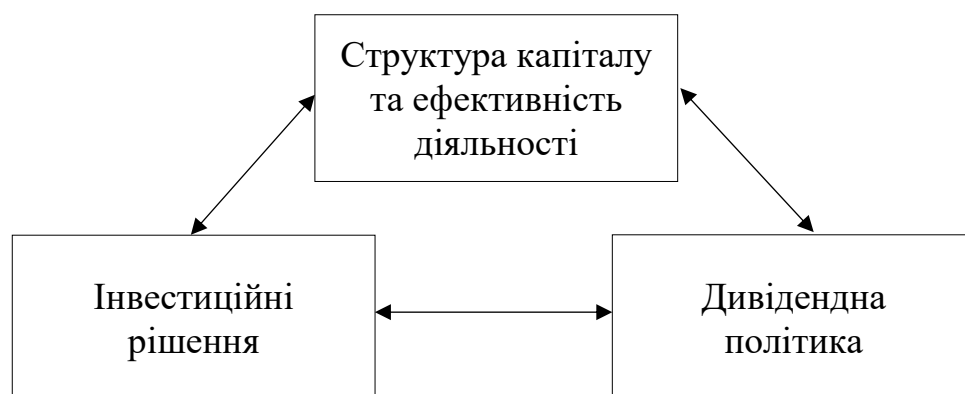 Структура капіталу
та ефективність
діяльності
Інвестиційні
рішення
Дивідендна
політика